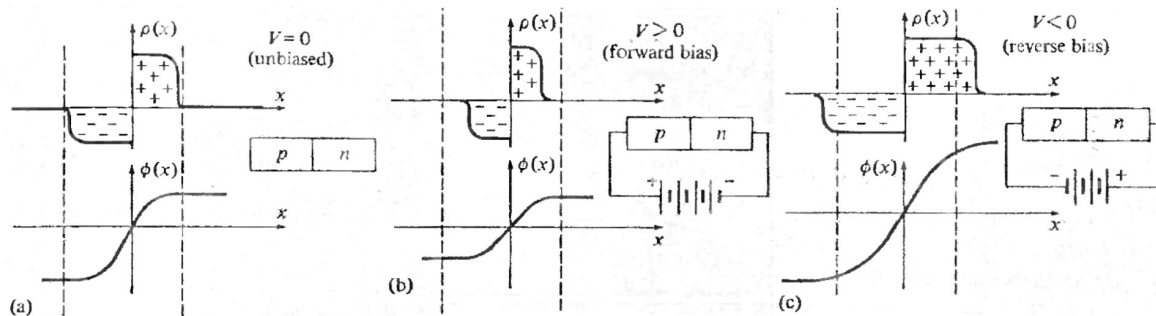 ρ(x)
V = 0
(unbiased)
x
p n
ϕ(x)
x
(a)
ρ(x)
V > 0
(forward bias)
x
p n
+ −
ϕ(x)
x
(b)
ρ(x)
V < 0
(reverse bias)
x
p n
− +
ϕ(x)
x
(c)